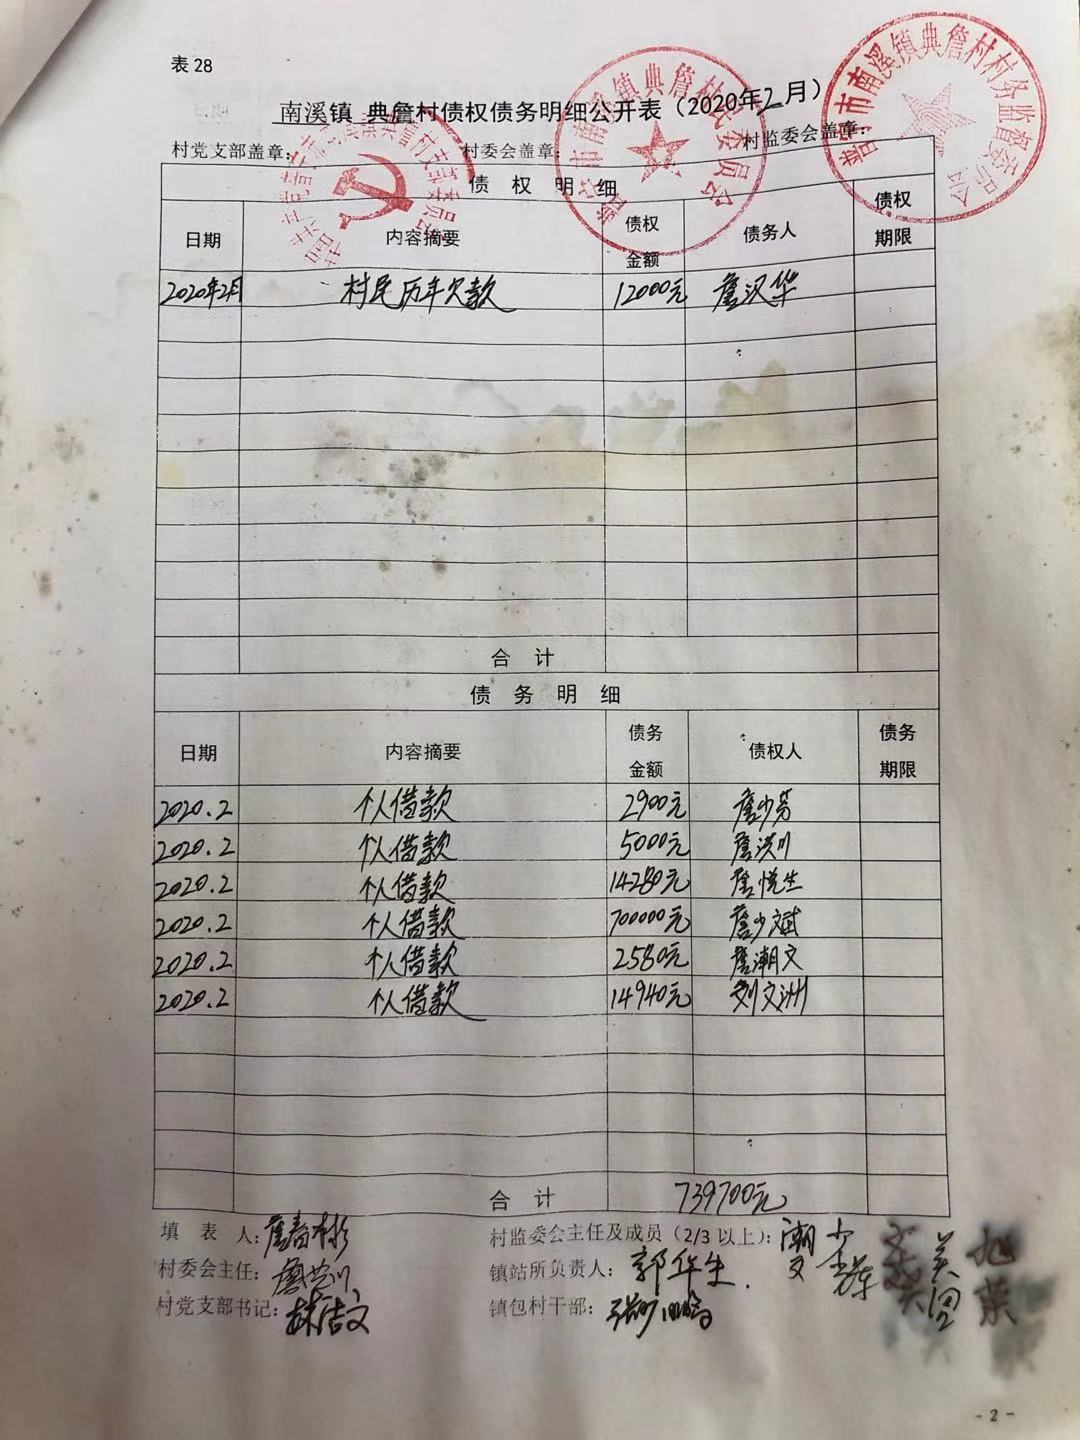 表 28
南溪镇 典詹村债权债务明细公开表（2020年2月）
村党支部盖章： 村委会盖章： 村监委会盖章：
债 权 明 细
日期 内容摘要 债权金额 债务人 债权期限
2020年2月 村民历年欠款 12000元 詹汉华
合 计
债 务 明 细
日期 内容摘要 债务金额 债权人 债务期限
2020.2 个人借款 2900元 詹少芬
2020.2 个人借款 5000元 詹洪川
2020.2 个人借款 14280元 詹悦生
2020.2 个人借款 700000元 詹少斌
2020.2 个人借款 2580元 詹潮文
2020.2 个人借款 14940元 刘文洲
合 计 739700元
填 表 人： 村监委会主任及成员（2/3 以上）：
村委会主任： 镇站所负责人：郭华生
村党支部书记：林洁文 镇包村干部：
- 2 -